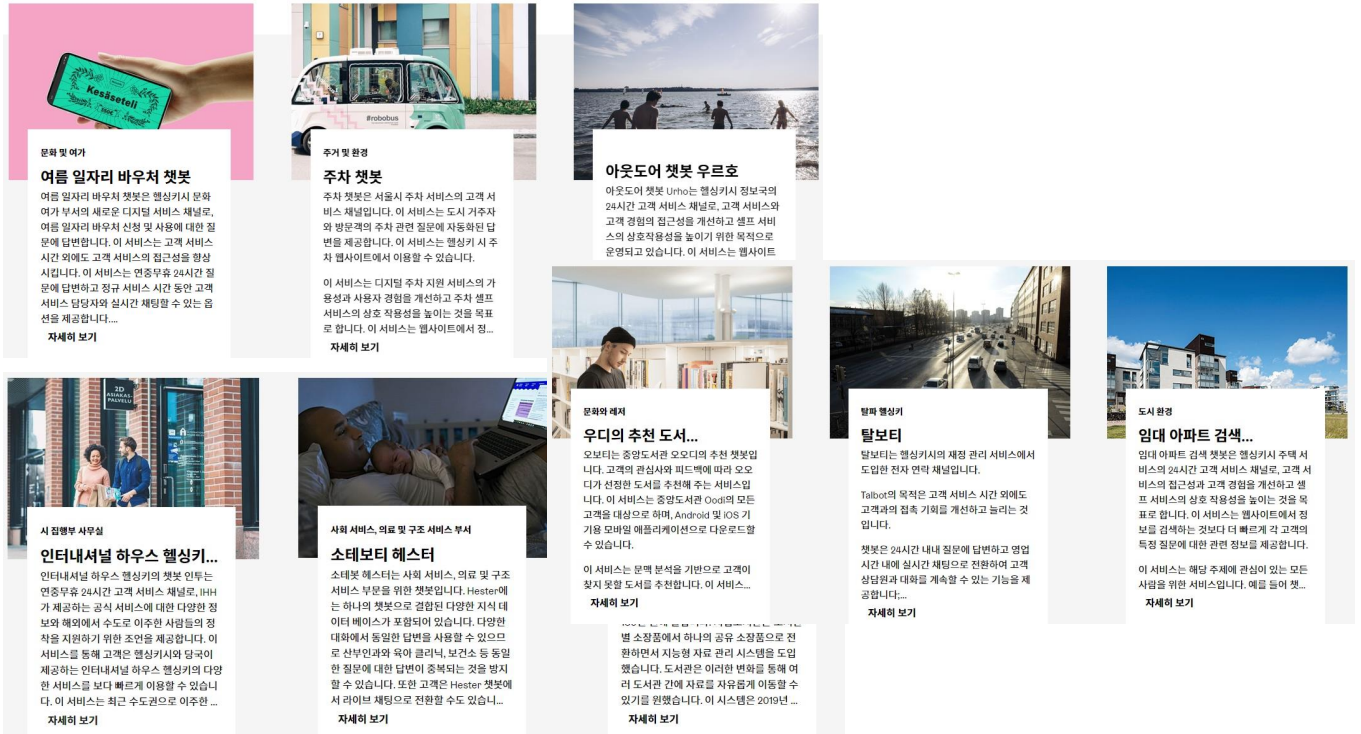 Kesäseteli
문화 및 여가
여름 일자리 바우처 챗봇
여름 일자리 바우처 챗봇은 헬싱키시 문화
여가 부서의 새로운 디지털 서비스 채널로,
여름 일자리 바우처 신청 및 사용에 대한 질
문에 답변합니다. 이 서비스는 고객 서비스
시간 외에도 고객 서비스의 접근성을 향상
시킵니다. 이 서비스는 연중무휴 24시간 질
문에 답변하고 정규 서비스 시간 동안 고객
서비스 담당자와 실시간 채팅할 수 있는 옵
션을 제공합니다....
자세히 보기
#robobus
주거 및 환경
주차 챗봇
주차 챗봇은 서울시 주차 서비스의 고객 서
비스 채널입니다. 이 서비스는 도시 거주자
와 방문객의 주차 관련 질문에 자동화된 답
변을 제공합니다. 이 서비스는 헬싱키 시 주
차 웹사이트에서 이용할 수 있습니다.
이 서비스는 디지털 주차 지원 서비스의 가
용성과 사용자 경험을 개선하고 주차 셀프
서비스의 상호 작용성을 높이는 것을 목표
로 합니다. 이 서비스는 웹사이트에서 정...
자세히 보기
아웃도어 챗봇 우르호
아웃도어 챗봇 Urho는 헬싱키시 정보국의
24시간 고객 서비스 채널로, 고객 서비스와
고객 경험의 접근성을 개선하고 셀프 서비
스의 상호작용성을 높이기 위한 목적으로
운영되고 있습니다. 이 서비스는 웹사이트
문화와 레저
우디의 추천 도서...
오보티는 중앙도서관 오오디의 추천 챗봇입
니다. 고객의 관심사와 피드백에 따라 오오
디가 선정한 도서를 추천해 주는 서비스입
니다. 이 서비스는 중앙도서관 Oodi의 모든
고객을 대상으로 하며, Android 및 iOS 기
기용 모바일 애플리케이션으로 다운로드할
수 있습니다.
이 서비스는 문맥 분석을 기반으로 고객이
찾지 못할 도서를 추천합니다. 이 서비스...
자세히 보기
탈파 헬싱키
탈보티
탈보티는 헬싱키시의 재정 관리 서비스에서
도입한 전자 연락 채널입니다.
Talbot의 목적은 고객 서비스 시간 외에도
고객과의 접촉 기회를 개선하고 늘리는 것
입니다.
챗봇은 24시간 내내 질문에 답변하고 영업
시간 내에 실시간 채팅으로 전환하여 고객
상담원과 대화를 계속할 수 있는 기능을 제
공합니다;...
자세히 보기
도시 환경
임대 아파트 검색...
임대 아파트 검색 챗봇은 헬싱키시 주택 서
비스의 24시간 고객 서비스 채널로, 고객 서
비스의 접근성과 고객 경험을 개선하고 셀
프 서비스의 상호 작용성을 높이는 것을 목
표로 합니다. 이 서비스는 웹사이트에서 정
보를 검색하는 것보다 더 빠르게 각 고객의
특정 질문에 대한 관련 정보를 제공합니다.
이 서비스는 해당 주제에 관심이 있는 모든
사람을 위한 서비스입니다. 예를 들어 챗...
자세히 보기
2D
ASIAKAS-
PALVELU
시 집행부 사무실
인터내셔널 하우스 헬싱키...
인터내셔널 하우스 헬싱키의 챗봇 인투는
연중무휴 24시간 고객 서비스 채널로, IHH
가 제공하는 공식 서비스에 대한 다양한 정
보와 해외에서 수도로 이주한 사람들의 정
착을 지원하기 위한 조언을 제공합니다. 이
서비스를 통해 고객은 헬싱키시와 당국이
제공하는 인터내셔널 하우스 헬싱키의 다양
한 서비스를 보다 빠르게 이용할 수 있습니
다. 이 서비스는 최근 수도권으로 이주한 ...
자세히 보기
사회 서비스, 의료 및 구조 서비스 부서
소테보티 헤스터
소테봇 헤스터는 사회 서비스, 의료 및 구조
서비스 부문을 위한 챗봇입니다. Hester에
는 하나의 챗봇으로 결합된 다양한 지식 데
이터 베이스가 포함되어 있습니다. 다양한
대화에서 동일한 답변을 사용할 수 있으므
로 산부인과와 육아 클리닉, 보건소 등 동일
한 질문에 대한 답변이 중복되는 것을 방지
할 수 있습니다. 또한 고객은 Hester 챗봇에
서 라이브 채팅으로 전환할 수도 있습니...
자세히 보기
별 소장품에서 하나의 공유 소장품으로 전
환하면서 지능형 자료 관리 시스템을 도입
했습니다. 도서관은 이러한 변화를 통해 여
러 도서관 간에 자료를 자유롭게 이동할 수
있기를 원했습니다. 이 시스템은 2019년 ...
자세히 보기